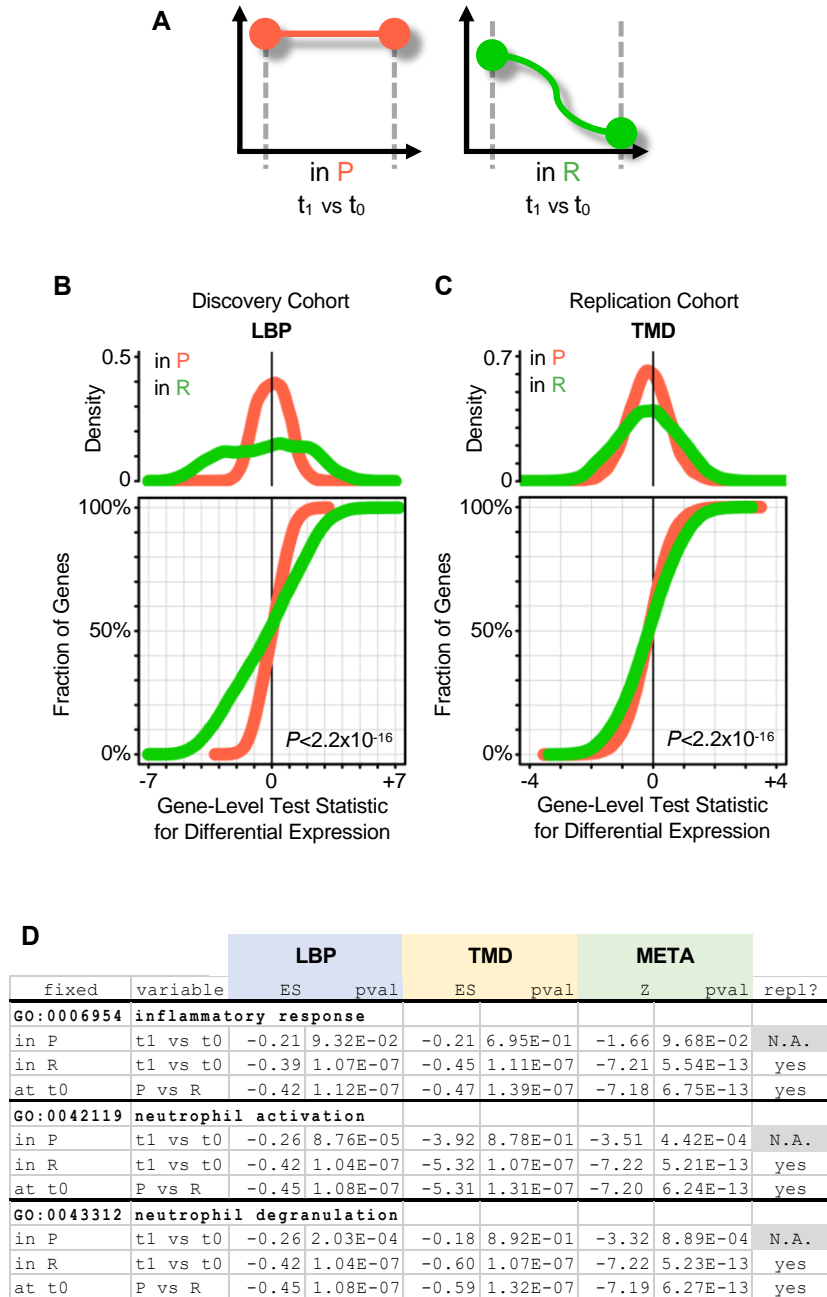 A
in P
t1 vs t0
in R
t1 vs t0
B
Discovery Cohort
LBP
0.5
in P
in R
Density
0
100%
50%
Fraction of Genes
0%
P<2.2x10-16
-7 0 +7
Gene-Level Test Statistic
for Differential Expression
C
Replication Cohort
TMD
0.7
in P
in R
Density
0
100%
50%
Fraction of Genes
0%
P<2.2x10-16
-4 0 +4
Gene-Level Test Statistic
for Differential Expression
D
LBP TMD META
fixed variable ES pval ES pval Z pval repl?
GO:0006954 inflammatory response
in P t1 vs t0 -0.21 9.32E-02 -0.21 6.95E-01 -1.66 9.68E-02 N.A.
in R t1 vs t0 -0.39 1.07E-07 -0.45 1.11E-07 -7.21 5.54E-13 yes
at t0 P vs R -0.42 1.12E-07 -0.47 1.39E-07 -7.18 6.75E-13 yes
GO:0042119 neutrophil activation
in P t1 vs t0 -0.26 8.76E-05 -3.92 8.78E-01 -3.51 4.42E-04 N.A.
in R t1 vs t0 -0.42 1.04E-07 -5.32 1.07E-07 -7.22 5.21E-13 yes
at t0 P vs R -0.45 1.08E-07 -5.31 1.31E-07 -7.20 6.24E-13 yes
GO:0043312 neutrophil degranulation
in P t1 vs t0 -0.26 2.03E-04 -0.18 8.92E-01 -3.32 8.89E-04 N.A.
in R t1 vs t0 -0.42 1.04E-07 -0.60 1.07E-07 -7.22 5.23E-13 yes
at t0 P vs R -0.45 1.08E-07 -0.59 1.32E-07 -7.19 6.27E-13 yes